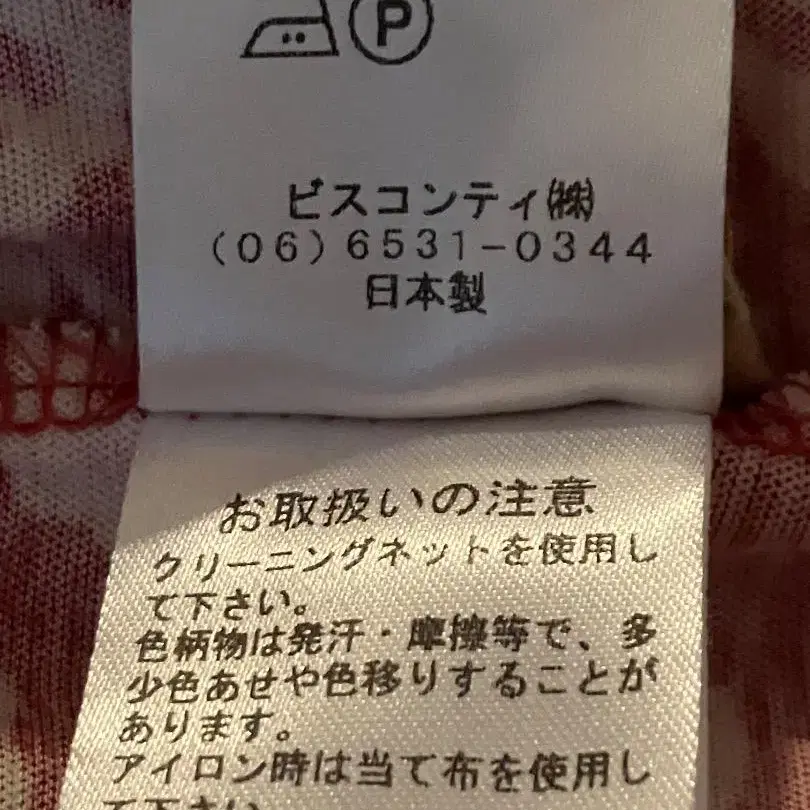 P
ビスコンティ㈱
(06)6531-0344
日本製
お取扱いの注意
クリーニングネットを使用し
て下さい。
色柄物は発汗・摩擦等で、多
少色あせや色移りすることが
あります。
アイロン時は当て布を使用し
て下さい